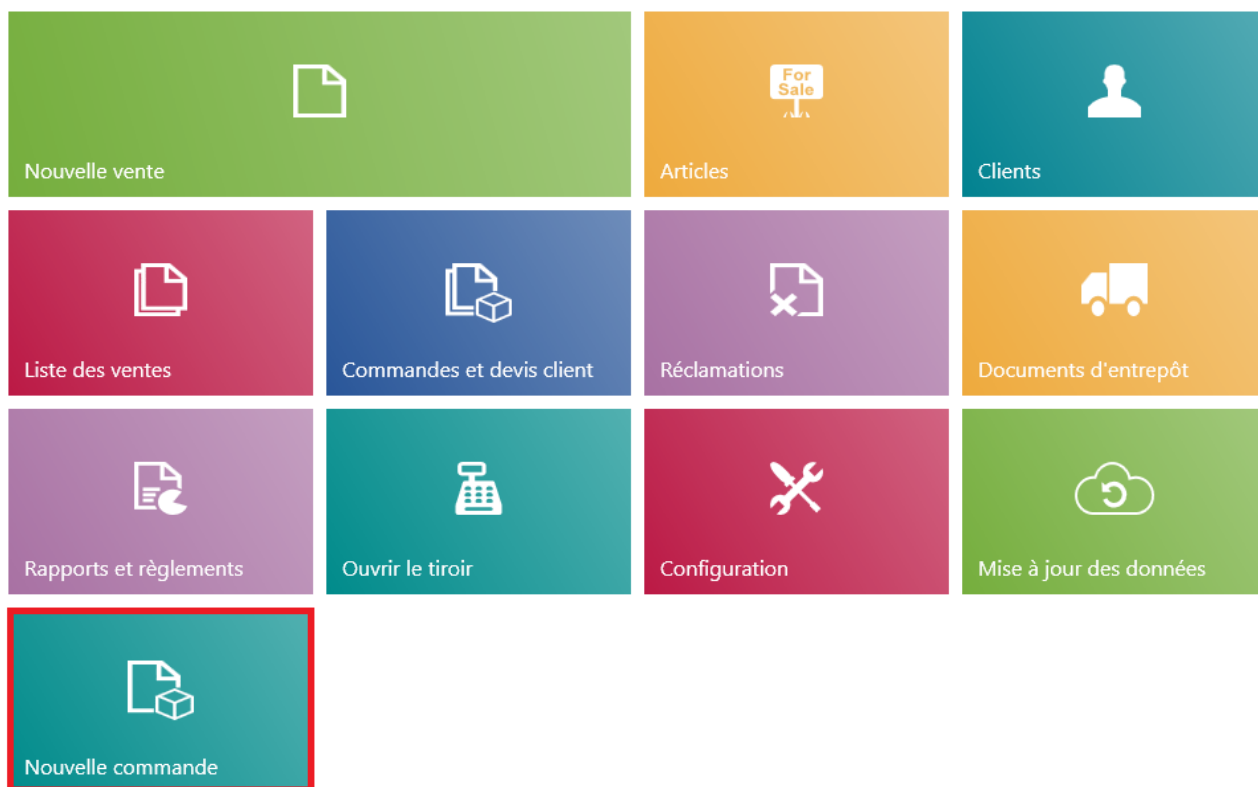 Nouvelle vente
For
Sale
Articles
Clients
Liste des ventes
Commandes et devis client
Réclamations
Documents d'entrepôt
Rapports et règlements
Ouvrir le tiroir
Configuration
Mise à jour des données
Nouvelle commande